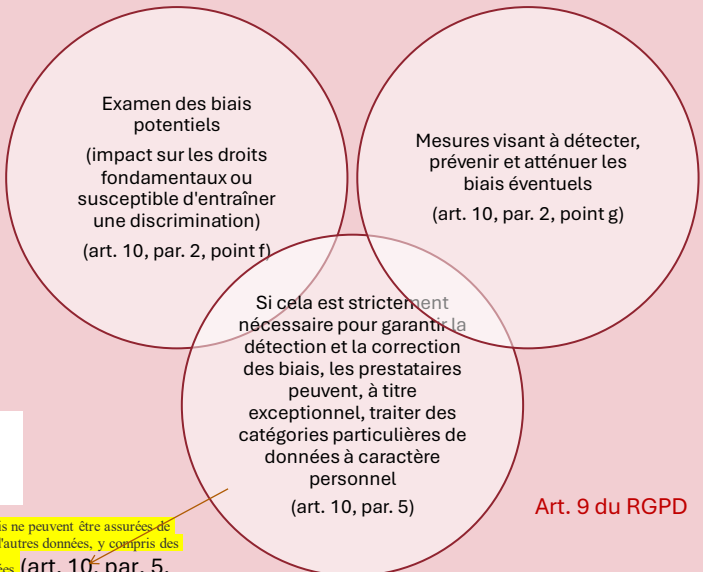 Examen des biais
potentiels
(impact sur les droits
fondamentaux ou
susceptible d'entraîner
une discrimination)
(art. 10, par. 2, point f)
Mesures visant à détecter,
prévenir et atténuer les
biais éventuels
(art. 10, par. 2, point g)
Si cela est strictement
nécessaire pour garantir la
détection et la correction
des biais, les prestataires
peuvent, à titre
exceptionnel, traiter des
catégories particulières de
données à caractère
personnel
(art. 10, par. 5)
Art. 9 du RGPD
ne peuvent être assurées de
d'autres données, y compris des
(art. 10, par. 5,